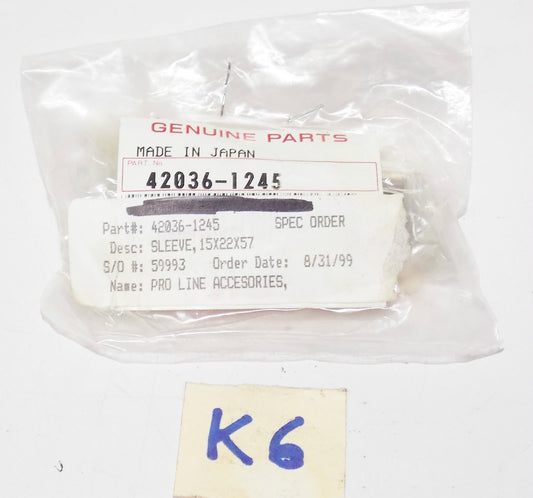 GENUINE PARTS
MADE IN JAPAN
PART No.
42036-1245
Part#: 42036-1245 SPEC ORDER
Desc: SLEEVE,15X22X57
S/O #: 59993 Order Date: 8/31/99
Name: PRO LINE ACCESORIES,
K6